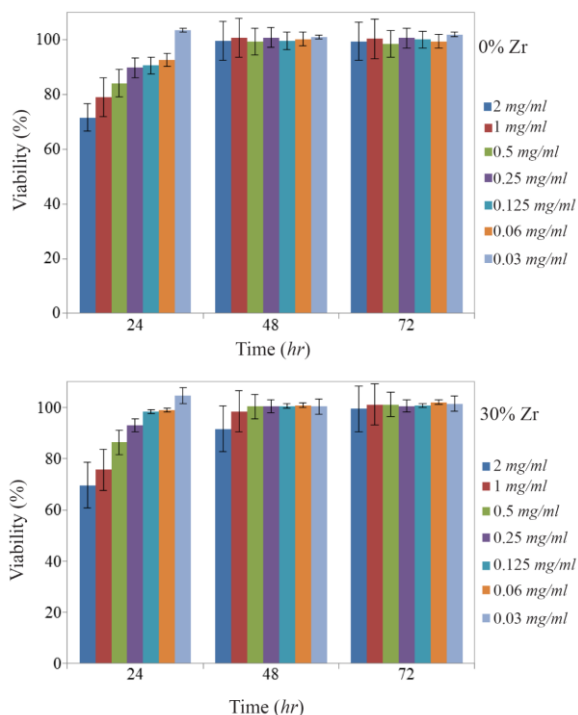 120
100
80
60
40
20
0
Viability (%)
24
48
72
Time (hr)
0% Zr
2 mg/ml
1 mg/ml
0.5 mg/ml
0.25 mg/ml
0.125 mg/ml
0.06 mg/ml
0.03 mg/ml
120
100
80
60
40
20
0
Viability (%)
24
48
72
Time (hr)
30% Zr
2 mg/ml
1 mg/ml
0.5 mg/ml
0.25 mg/ml
0.125 mg/ml
0.06 mg/ml
0.03 mg/ml